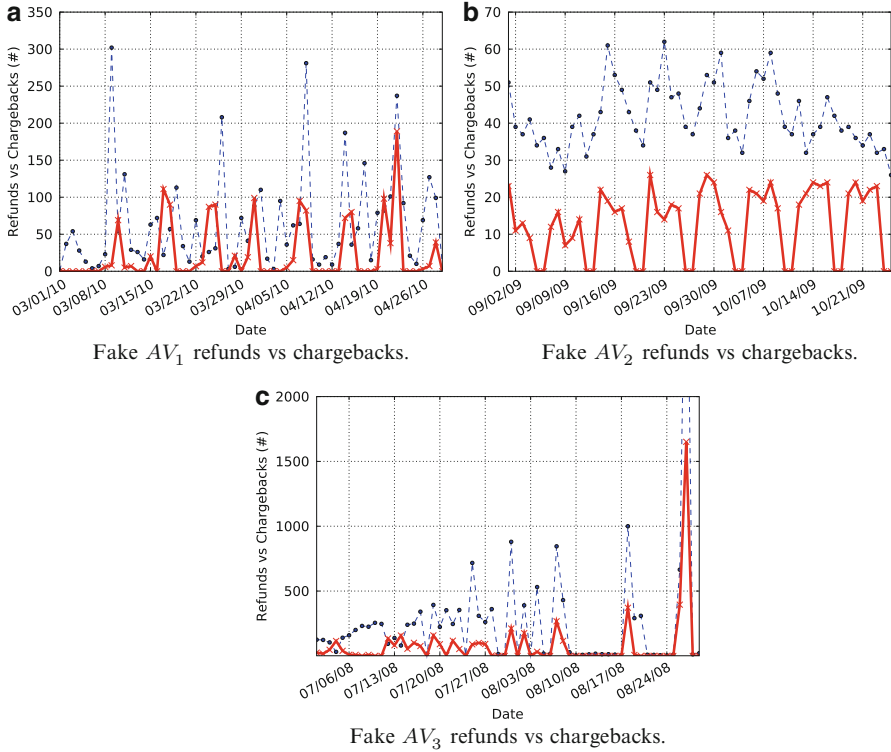 a
Refunds vs Chargebacks (#)
350
300
250
200
150
100
50
0
03/01/10 03/08/10 03/15/10 03/22/10 03/29/10 04/05/10 04/12/10 04/19/10 04/26/10
Date
Fake AV1 refunds vs chargebacks.
b
Refunds vs Chargebacks (#)
70
60
50
40
30
20
10
0
09/02/09 09/09/09 09/16/09 09/23/09 09/30/09 10/07/09 10/14/09 10/21/09
Date
Fake AV2 refunds vs chargebacks.
c
Refunds vs Chargebacks (#)
2000
1500
1000
500
07/06/08 07/13/08 07/20/08 07/27/08 08/03/08 08/10/08 08/17/08 08/24/08
Date
Fake AV3 refunds vs chargebacks.